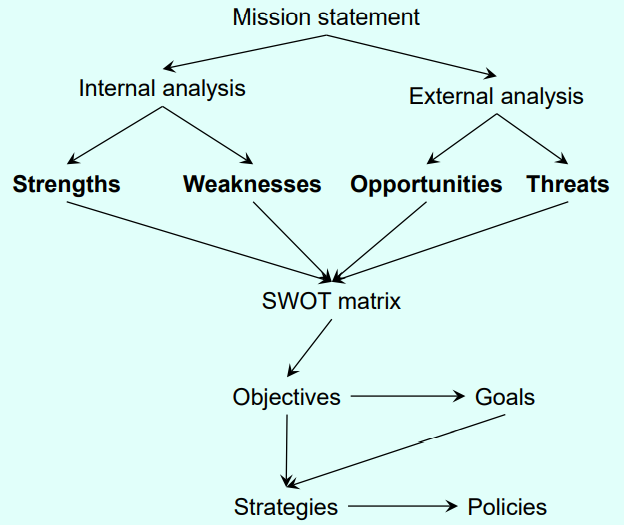 Mission statement
Internal analysis
External analysis
Strengths
Weaknesses
Opportunities
Threats
SWOT matrix
Objectives
Goals
Strategies
Policies